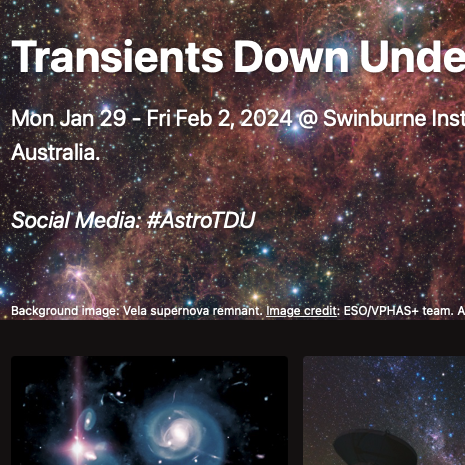 Transients Down Unde
Mon Jan 29 - Fri Feb 2, 2024 @ Swinburne Inst
Australia.
Social Media: #AstroTDU
Background image: Vela supernova remnant. Image credit: ESO/VPHAS+ team. A